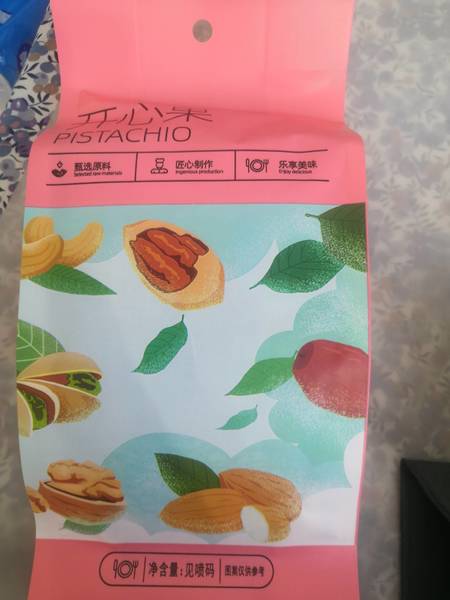 开心果
PISTACHIO
甄选原料
Selected raw materials
匠心制作
Ingenious production
乐享美味
Enjoy delicious
净含量:见喷码
图案仅供参考